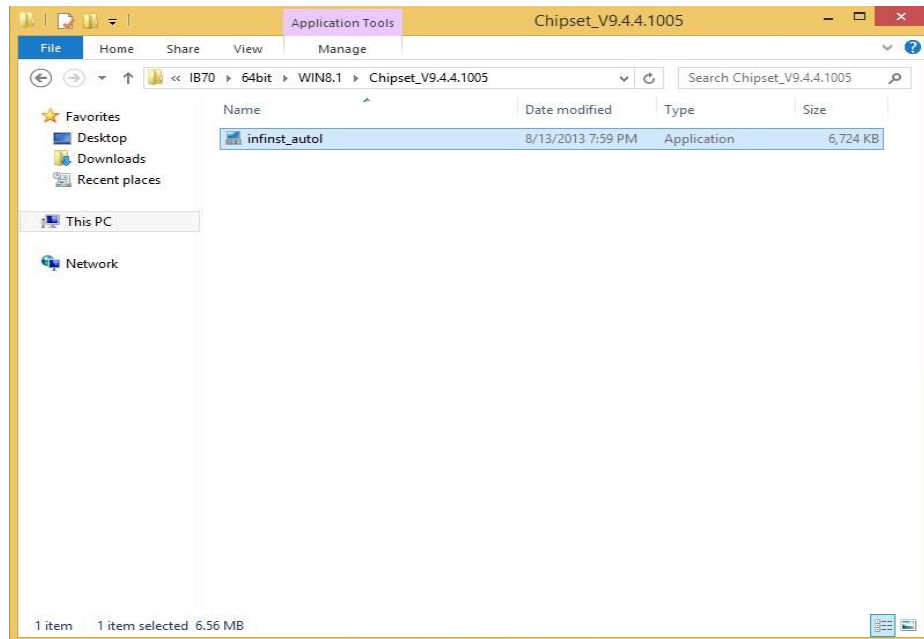 Application Tools Chipset_V9.4.4.1005
File Home Share View Manage
« IB70 ▸ 64bit ▸ WIN8.1 ▸ Chipset_V9.4.4.1005 Search Chipset_V9.4.4.1005
Favorites Name Date modified Type Size
Desktop infinst_autol 8/13/2013 7:59 PM Application 6,724 KB
Downloads
Recent places
This PC
Network
1 item 1 item selected 6.56 MB